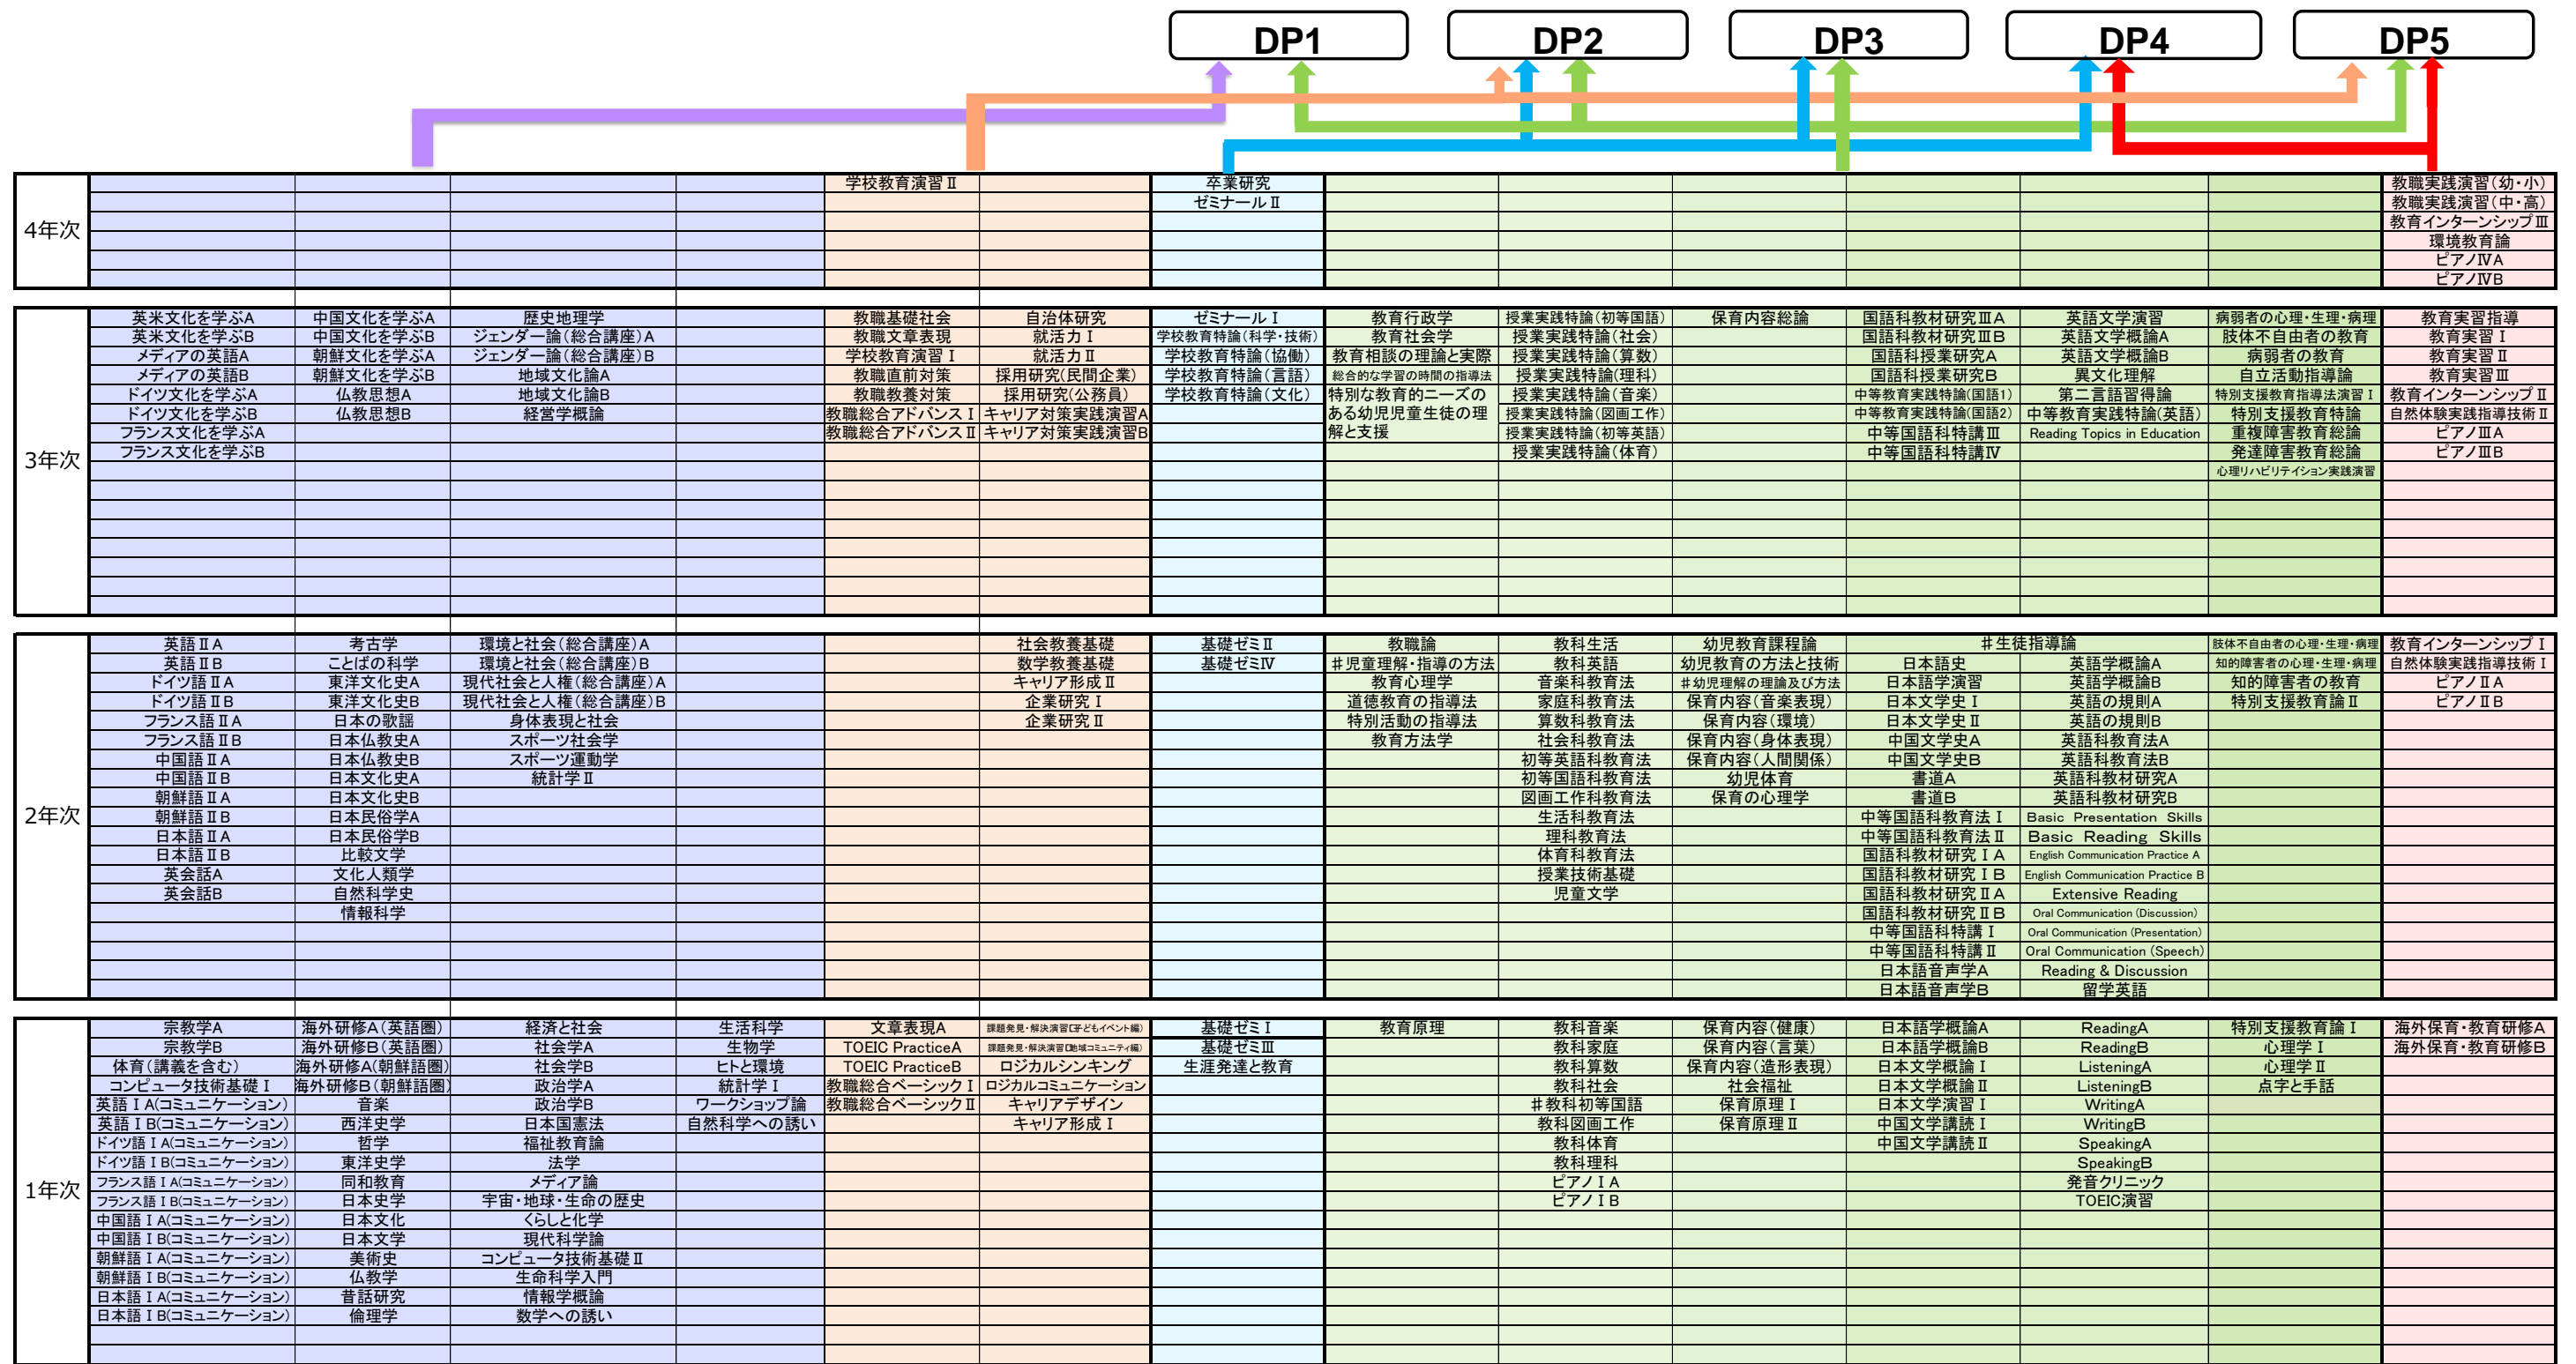 DP1 DP2 DP3 DP4 DP5
4年次
学校教育演習Ⅱ 卒業研究 教職実践演習（幼・小）
ゼミナールⅡ 教職実践演習（中・高）
教育インターンシップⅢ
環境教育論
ピアノⅣA
ピアノⅣB
3年次
英米文化を学ぶA 中国文化を学ぶA 歴史地理学 教職基礎社会 自治体研究 ゼミナールⅠ 教育行政学 授業実践特論（初等国語） 保育内容総論 国語科教材研究ⅢA 英語文学演習 病弱者の心理・生理・病理 教育実習指導
英米文化を学ぶB 中国文化を学ぶB ジェンダー論（総合講座）A 教職文章表現 就活力Ⅰ 学校教育特論（科学・技術） 教育社会学 授業実践特論（社会） 国語科教材研究ⅢB 英語文学概論A 肢体不自由者の教育 教育実習Ⅰ
メディアの英語A 朝鮮文化を学ぶA ジェンダー論（総合講座）B 学校教育演習Ⅰ 就活力Ⅱ 学校教育特論（協働） 教育相談の理論と実際 授業実践特論（算数） 国語科授業研究A 英語文学概論B 病弱者の教育 教育実習Ⅱ
メディアの英語B 朝鮮文化を学ぶB 地域文化論A 教職直前対策 採用研究（民間企業） 学校教育特論（言語） 総合的な学習の時間の指導法 授業実践特論（理科） 国語科授業研究B 異文化理解 自立活動指導論 教育実習Ⅲ
ドイツ文化を学ぶA 仏教思想A 地域文化論B 教職教養対策 採用研究（公務員） 学校教育特論（文化） 特別な教育的ニーズの 授業実践特論（音楽） 中等教育実践特論（国語1） 第二言語習得論 特別支援教育指導法演習Ⅰ 教育インターンシップⅡ
ドイツ文化を学ぶB 仏教思想B 経営学概論 教職総合アドバンスⅠ キャリア対策実践演習A ある幼児児童生徒の理 授業実践特論（図画工作） 中等教育実践特論（国語2） 中等教育実践特論（英語） 特別支援教育特論 自然体験実践指導技術Ⅱ
フランス文化を学ぶA 教職総合アドバンスⅡ キャリア対策実践演習B 解と支援 授業実践特論（初等英語） 中等国語科特講Ⅲ Reading Topics in Education 重複障害教育総論 ピアノⅢA
フランス文化を学ぶB 授業実践特論（体育） 中等国語科特講Ⅳ 発達障害教育総論 ピアノⅢB
心理リハビリテイション実践演習
2年次
英語ⅡA 考古学 環境と社会（総合講座）A 社会教養基礎 基礎ゼミⅡ 教職論 教科生活 幼児教育課程論 ♯生徒指導論 肢体不自由者の心理・生理・病理 教育インターンシップⅠ
英語ⅡB ことばの科学 環境と社会（総合講座）B 数学教養基礎 基礎ゼミⅣ ♯児童理解・指導の方法 教科英語 幼児教育の方法と技術 日本語史 英語学概論A 知的障害者の心理・生理・病理 自然体験実践指導技術Ⅰ
ドイツ語ⅡA 東洋文化史A 現代社会と人権（総合講座）A キャリア形成Ⅱ 教育心理学 音楽科教育法 ♯幼児理解の理論及び方法 日本語学演習 英語学概論B 知的障害者の教育 ピアノⅡA
ドイツ語ⅡB 東洋文化史B 現代社会と人権（総合講座）B 企業研究Ⅰ 道徳教育の指導法 家庭科教育法 保育内容（音楽表現） 日本文学史Ⅰ 英語の規則A 特別支援教育論Ⅱ ピアノⅡB
フランス語ⅡA 日本の歌謡 身体表現と社会 企業研究Ⅱ 特別活動の指導法 算数科教育法 保育内容（環境） 日本文学史Ⅱ 英語の規則B
フランス語ⅡB 日本仏教史A スポーツ社会学 教育方法学 社会科教育法 保育内容（身体表現） 中国文学史A 英語科教育法A
中国語ⅡA 日本仏教史B スポーツ運動学 初等英語科教育法 保育内容（人間関係） 中国文学史B 英語科教育法B
中国語ⅡB 日本文化史A 統計学Ⅱ 初等国語科教育法 幼児体育 書道A 英語科教材研究A
朝鮮語ⅡA 日本文化史B 図画工作科教育法 保育の心理学 書道B 英語科教材研究B
朝鮮語ⅡB 日本民俗学A 生活科教育法 中等国語科教育法Ⅰ Basic Presentation Skills
日本語ⅡA 日本民俗学B 理科教育法 中等国語科教育法Ⅱ Basic Reading Skills
日本語ⅡB 比較文学 体育科教育法 国語科教材研究ⅠA English Communication Practice A
英会話A 文化人類学 授業技術基礎 国語科教材研究ⅠB English Communication Practice B
英会話B 自然科学史 児童文学 国語科教材研究ⅡA Extensive Reading
情報科学 国語科教材研究ⅡB Oral Communication (Discussion)
中等国語科特講Ⅰ Oral Communication (Presentation)
中等国語科特講Ⅱ Oral Communication (Speech)
日本語音声学A Reading & Discussion
日本語音声学B 留学英語
1年次
宗教学A 海外研修A（英語圏） 経済と社会 生活科学 文章表現A 課題発見・解決演習（子どもイベント編） 基礎ゼミⅠ 教育原理 教科音楽 保育内容（健康） 日本語学概論A ReadingA 特別支援教育論Ⅰ 海外保育・教育研修A
宗教学B 海外研修B（英語圏） 社会学A 生物学 TOEIC PracticeA 課題発見・解決演習（地域コミュニティ編） 基礎ゼミⅢ 教科家庭 保育内容（言葉） 日本語学概論B ReadingB 心理学Ⅰ 海外保育・教育研修B
体育（講義を含む） 海外研修A（朝鮮語圏） 社会学B ヒトと環境 TOEIC PracticeB ロジカルシンキング 生涯発達と教育 教科算数 保育内容（造形表現） 日本文学概論Ⅰ ListeningA 心理学Ⅱ
コンピュータ技術基礎Ⅰ 海外研修B（朝鮮語圏） 政治学A 統計学Ⅰ 教職総合ベーシックⅠ ロジカルコミュニケーション 教科社会 社会福祉 日本文学概論Ⅱ ListeningB 点字と手話
英語ⅠA(コミュニケーション) 音楽 政治学B ワークショップ論 教職総合ベーシックⅡ キャリアデザイン ♯教科初等国語 保育原理Ⅰ 日本文学演習Ⅰ WritingA
英語ⅠB(コミュニケーション) 西洋史学 日本国憲法 自然科学への誘い キャリア形成Ⅰ 教科図画工作 保育原理Ⅱ 中国文学講読Ⅰ WritingB
ドイツ語ⅠA(コミュニケーション) 哲学 福祉教育論 教科体育 中国文学講読Ⅱ SpeakingA
ドイツ語ⅠB(コミュニケーション) 東洋史学 法学 教科理科 SpeakingB
フランス語ⅠA(コミュニケーション) 同和教育 メディア論 ピアノⅠA 発音クリニック
フランス語ⅠB(コミュニケーション) 日本史学 宇宙・地球・生命の歴史 ピアノⅠB TOEIC演習
中国語ⅠA(コミュニケーション) 日本文化 くらしと化学
中国語ⅠB(コミュニケーション) 日本文学 現代科学論
朝鮮語ⅠA(コミュニケーション) 美術史 コンピュータ技術基礎Ⅱ
朝鮮語ⅠB(コミュニケーション) 仏教学 生命科学入門
日本語ⅠA(コミュニケーション) 昔話研究 情報学概論
日本語ⅠB(コミュニケーション) 倫理学 数学への誘い